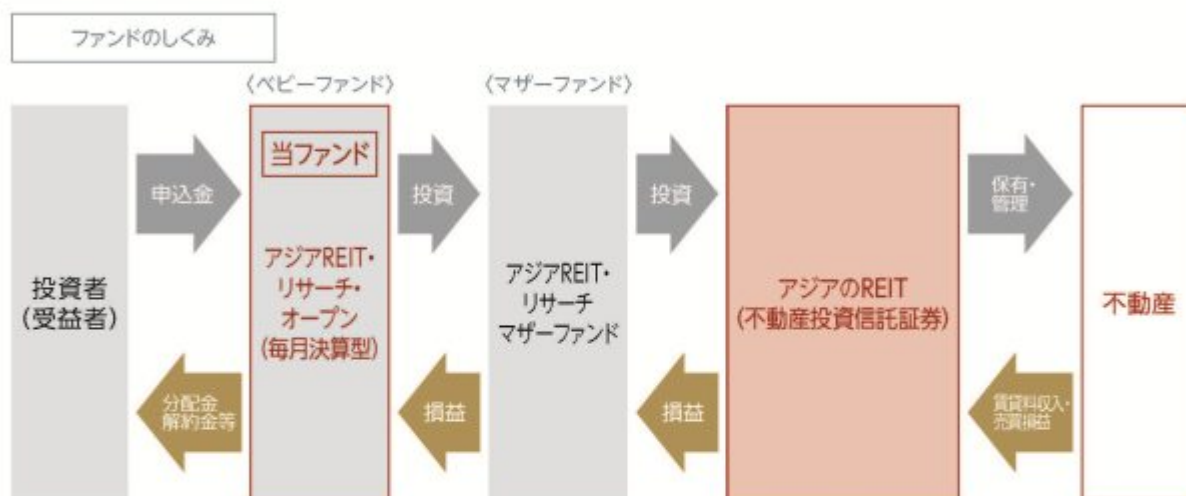 ファンドのしくみ
〈ベビーファンド〉
〈マザーファンド〉
投資者
(受益者)
申込金
分配金
解約金等
当ファンド
アジアREIT・
リサーチ・
オープン
(毎月決算型)
投資
損益
アジアREIT・
リサーチ
マザーファンド
投資
損益
アジアのREIT
(不動産投資信託証券)
保有・
管理
賃貸料収入・
売買損益
不動産